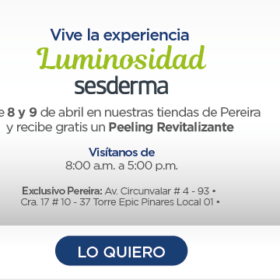 Vive la experiencia
Luminosidad
sesderma
8 y 9 de abril en nuestras tiendas de Pereira
y recibe gratis un Peeling Revitalizante
Visítanos de
8:00 a.m. a 5:00 p.m.
Exclusivo Pereira: Av. Circunvalar # 4 - 93 •
Cra. 17 # 10 - 37 Torre Epic Pinares Local 01 •
LO QUIERO